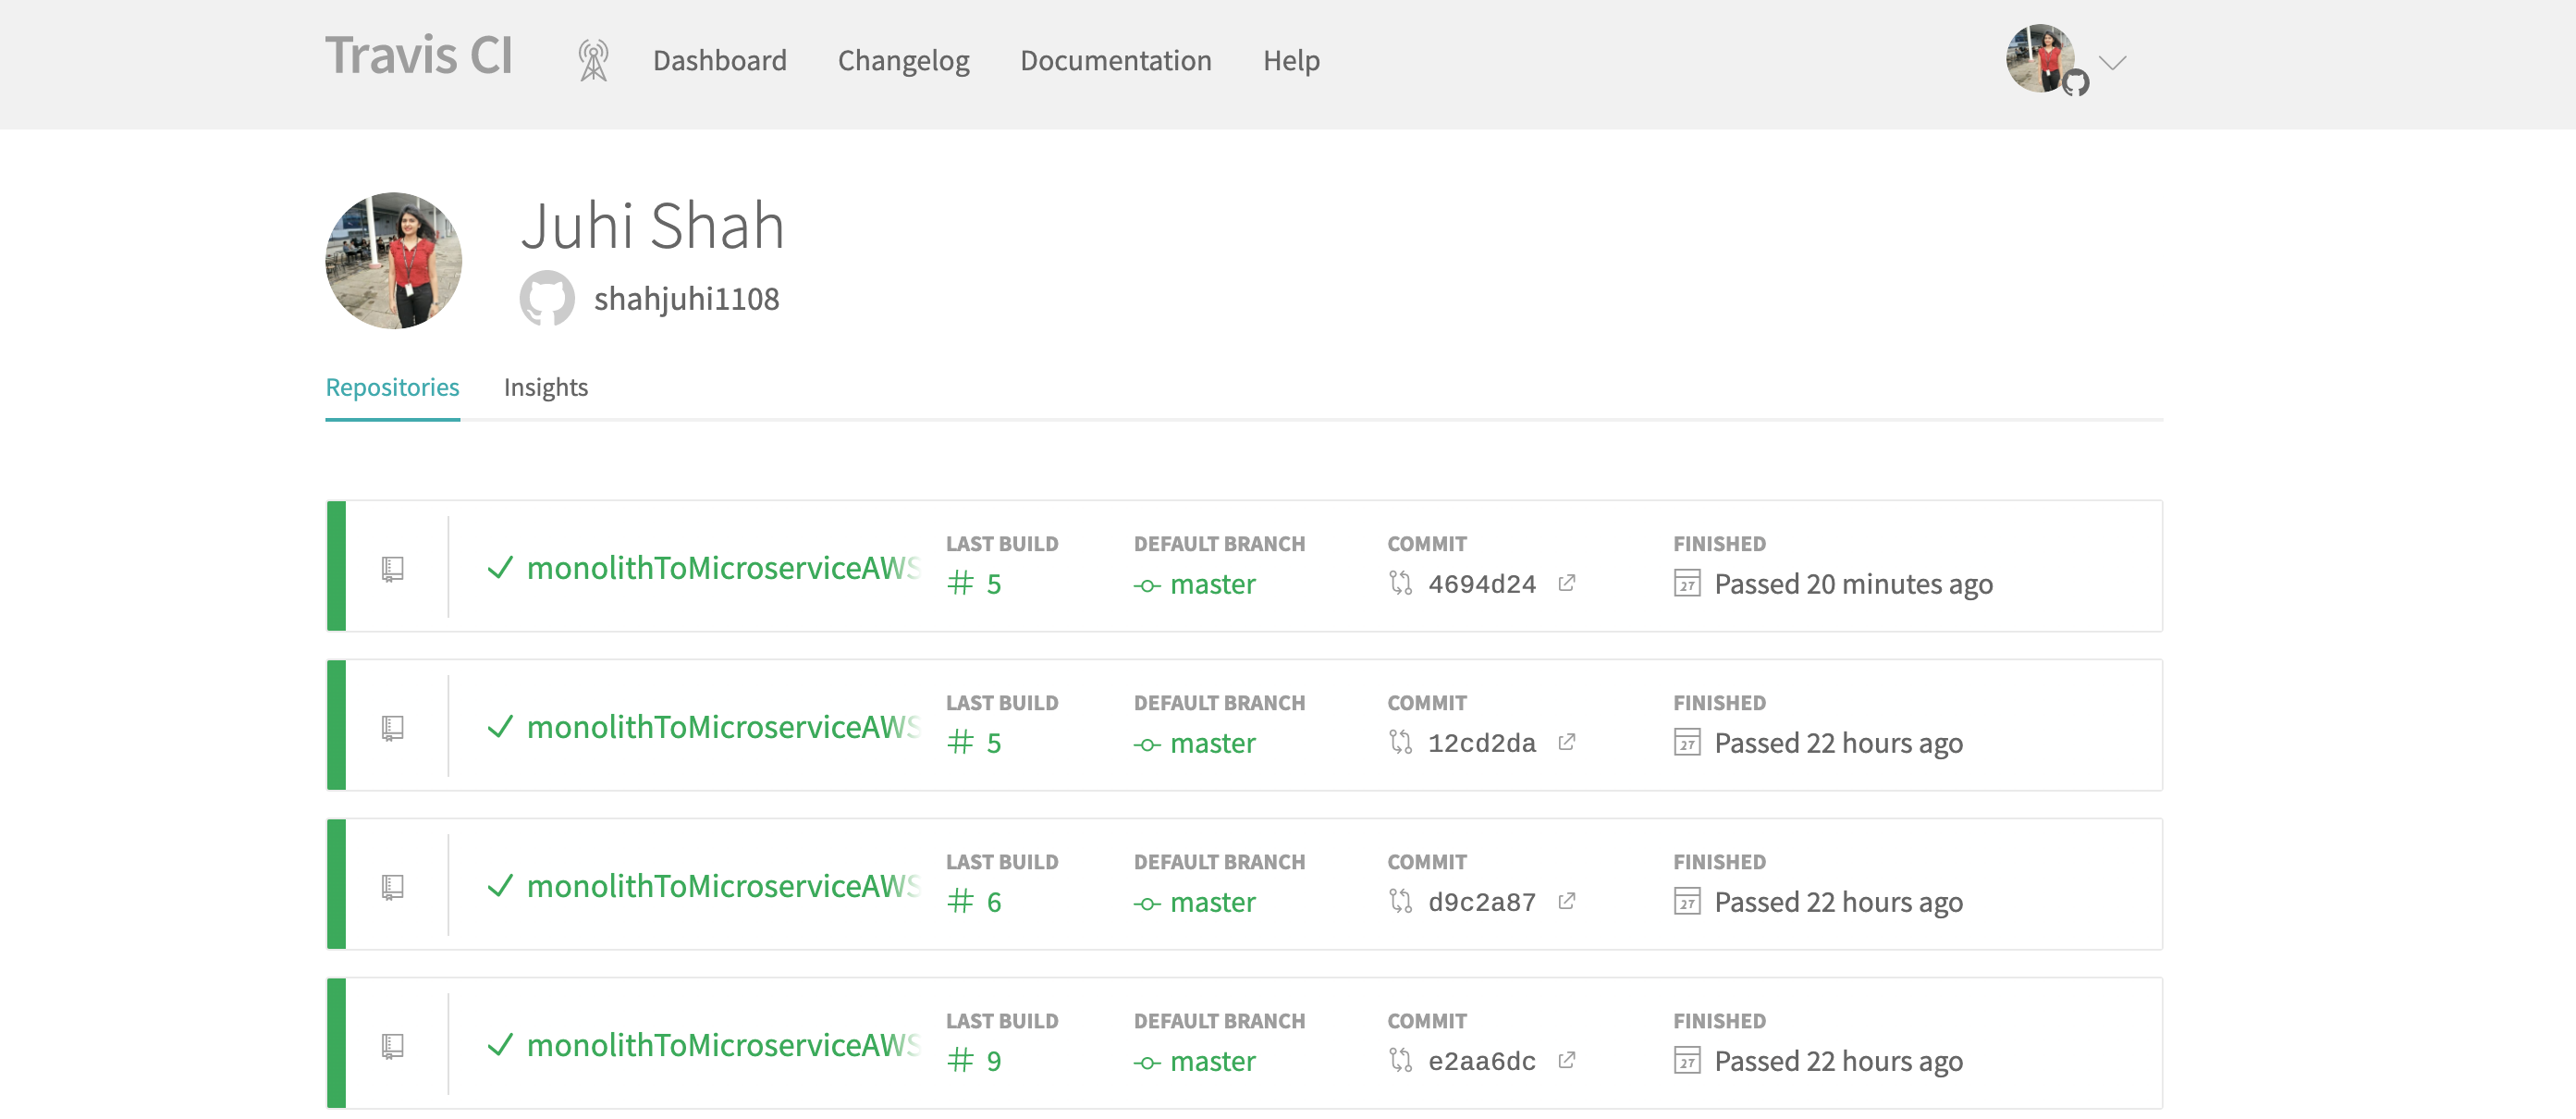 Travis CI Dashboard Changelog Documentation Help
Juhi Shah
shahjuhi1108
Repositories Insights
LAST BUILD DEFAULT BRANCH COMMIT FINISHED
monolithToMicroserviceAWS # 5 master 4694d24 27 Passed 20 minutes ago
LAST BUILD DEFAULT BRANCH COMMIT FINISHED
monolithToMicroserviceAWS # 5 master 12cd2da 27 Passed 22 hours ago
LAST BUILD DEFAULT BRANCH COMMIT FINISHED
monolithToMicroserviceAWS # 6 master d9c2a87 27 Passed 22 hours ago
LAST BUILD DEFAULT BRANCH COMMIT FINISHED
monolithToMicroserviceAWS # 9 master e2aa6dc 27 Passed 22 hours ago